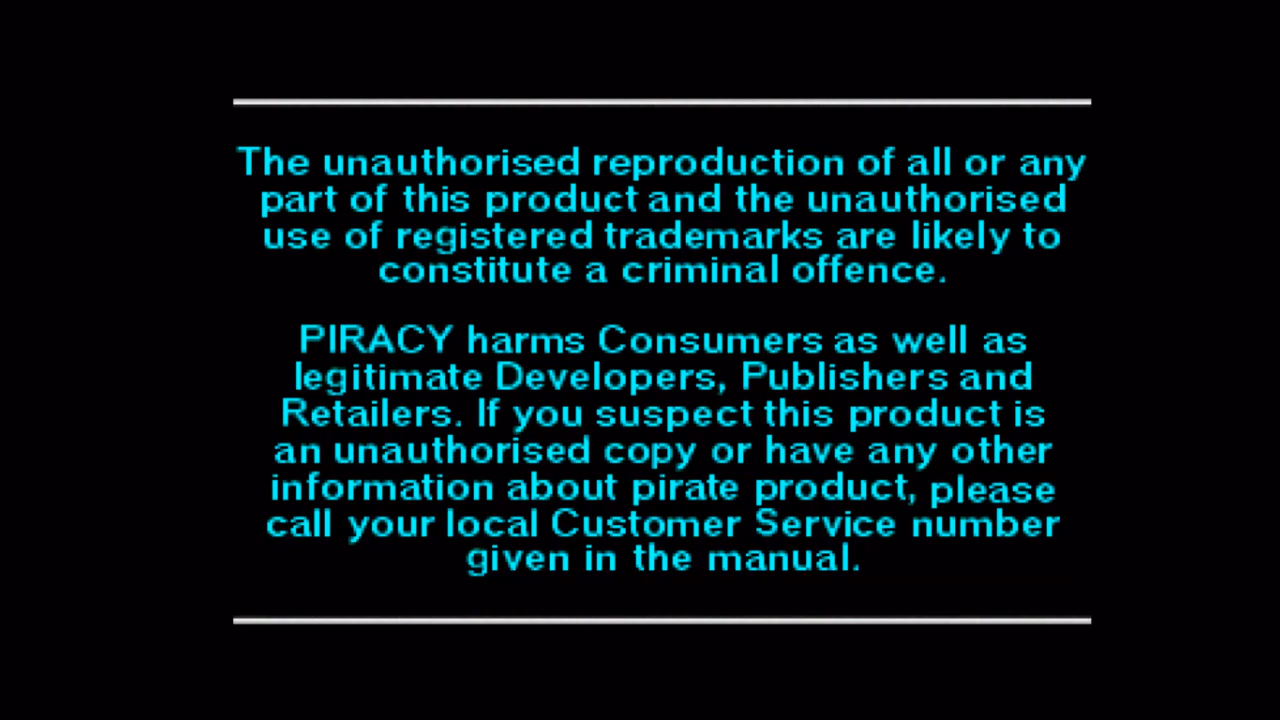 The unauthorised reproduction of all or any
part of this product and the unauthorised
use of registered trademarks are likely to
constitute a criminal offence.
PIRACY harms Consumers as well as
legitimate Developers, Publishers and
Retailers. If you suspect this product is
an unauthorised copy or have any other
information about pirate product, please
call your local Customer Service number
given in the manual.